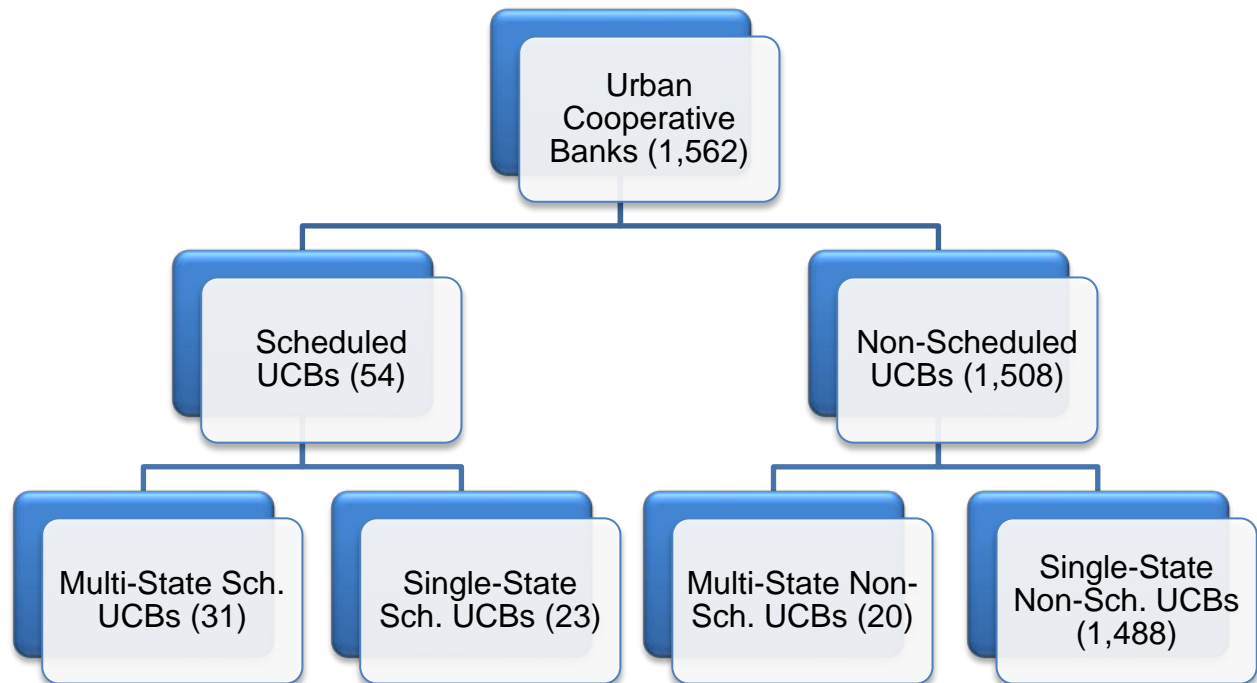 Urban
Cooperative
Banks (1,562)
Scheduled
UCBs (54)
Non-Scheduled
UCBs (1,508)
Multi-State Sch.
UCBs (31)
Single-State
Sch. UCBs (23)
Multi-State Non-
Sch. UCBs (20)
Single-State
Non-Sch. UCBs
(1,488)